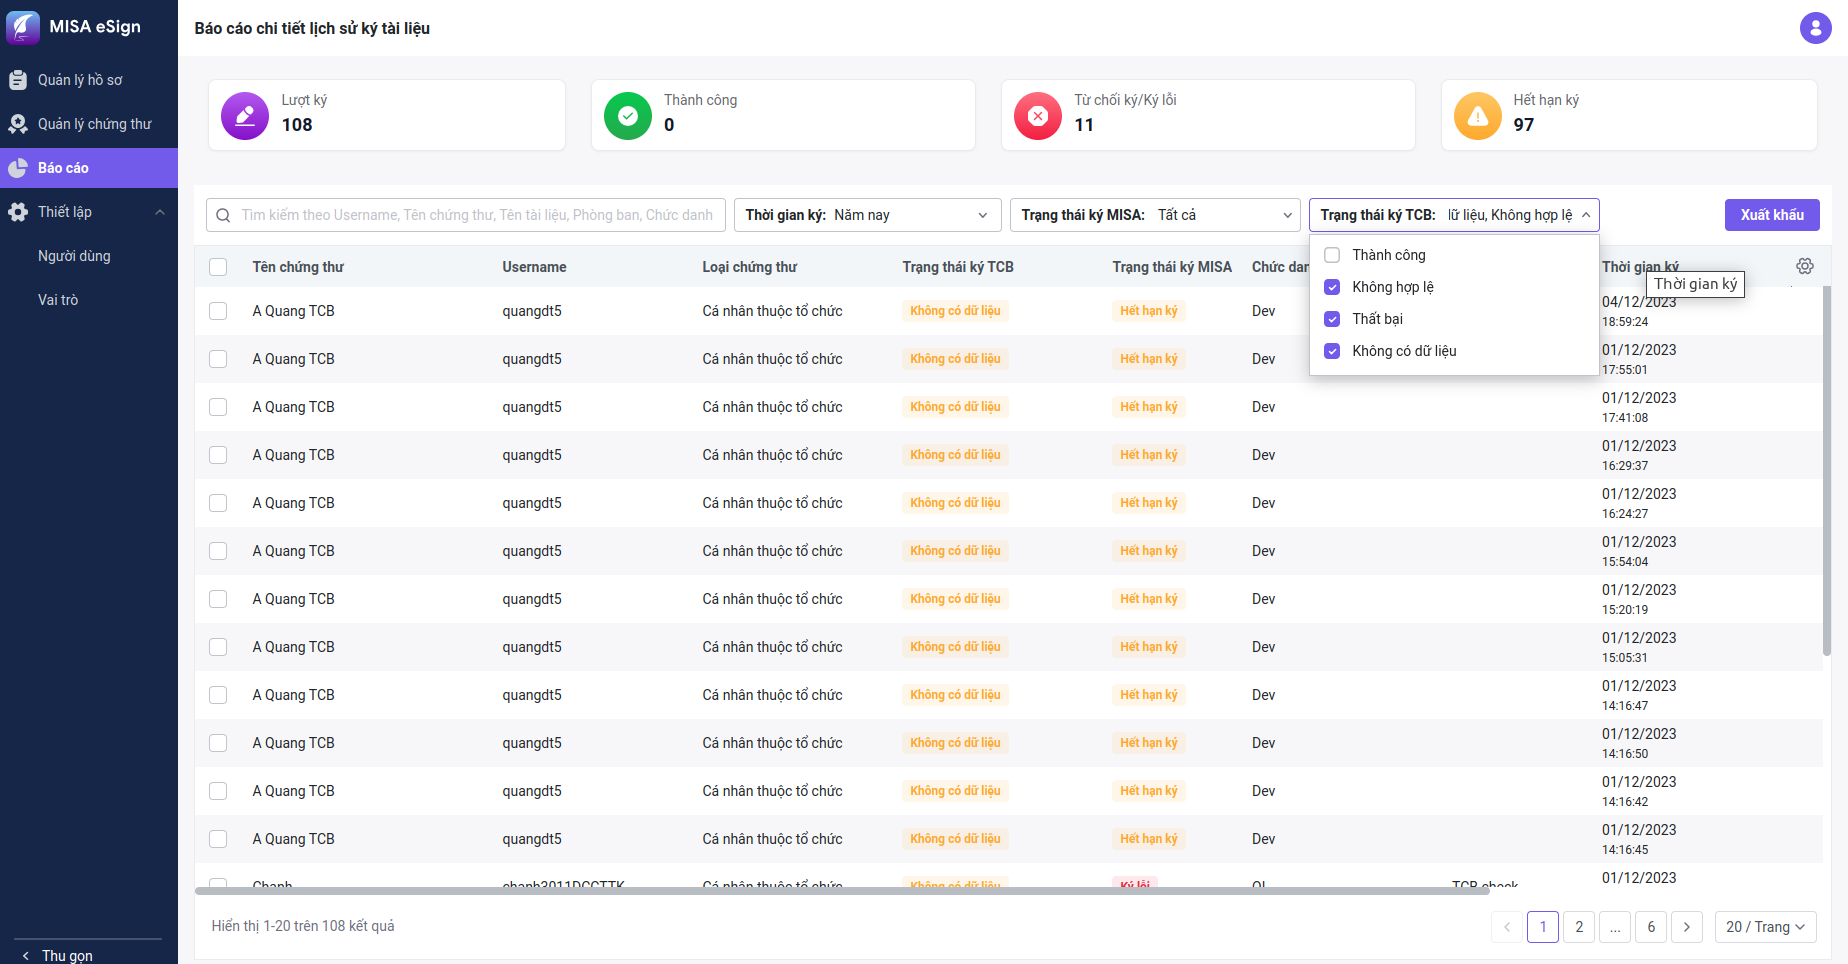 MISA eSign
Quản lý hồ sơ
Quản lý chứng thư
Báo cáo
Thiết lập
Người dùng
Vai trò
Thu gọn
Báo cáo chi tiết lịch sử ký tài liệu
Lượt ký
108
Thành công
0
Từ chối ký/Ký lỗi
11
Hết hạn ký
97
Tìm kiếm theo Username, Tên chứng thư, Tên tài liệu, Phòng ban, Chức danh
Thời gian ký: Năm nay
Trạng thái ký MISA: Tất cả
Trạng thái ký TCB: lữ liệu, Không hợp lệ
Xuất khẩu
Thành công
Không hợp lệ
Thất bại
Không có dữ liệu
Tên chứng thư Username Loại chứng thư Trạng thái ký TCB Trạng thái ký MISA Chức dan Thời gian ký
Thời gian ký
A Quang TCB quangdt5 Cá nhân thuộc tổ chức Không có dữ liệu Hết hạn ký Dev 04/12/2023
18:59:24
A Quang TCB quangdt5 Cá nhân thuộc tổ chức Không có dữ liệu Hết hạn ký Dev 01/12/2023
17:55:01
A Quang TCB quangdt5 Cá nhân thuộc tổ chức Không có dữ liệu Hết hạn ký Dev 01/12/2023
17:41:08
A Quang TCB quangdt5 Cá nhân thuộc tổ chức Không có dữ liệu Hết hạn ký Dev 01/12/2023
16:29:37
A Quang TCB quangdt5 Cá nhân thuộc tổ chức Không có dữ liệu Hết hạn ký Dev 01/12/2023
16:24:27
A Quang TCB quangdt5 Cá nhân thuộc tổ chức Không có dữ liệu Hết hạn ký Dev 01/12/2023
15:54:04
A Quang TCB quangdt5 Cá nhân thuộc tổ chức Không có dữ liệu Hết hạn ký Dev 01/12/2023
15:20:19
A Quang TCB quangdt5 Cá nhân thuộc tổ chức Không có dữ liệu Hết hạn ký Dev 01/12/2023
15:05:31
A Quang TCB quangdt5 Cá nhân thuộc tổ chức Không có dữ liệu Hết hạn ký Dev 01/12/2023
14:16:47
A Quang TCB quangdt5 Cá nhân thuộc tổ chức Không có dữ liệu Hết hạn ký Dev 01/12/2023
14:16:50
A Quang TCB quangdt5 Cá nhân thuộc tổ chức Không có dữ liệu Hết hạn ký Dev 01/12/2023
14:16:42
A Quang TCB quangdt5 Cá nhân thuộc tổ chức Không có dữ liệu Hết hạn ký Dev 01/12/2023
14:16:45
Chanh Cá nhân thuộc tổ chức Không có dữ liệu Ký lỗi TCB check 01/12/2023
Hiển thị 1-20 trên 108 kết quả
1 2 ... 6 20 / Trang